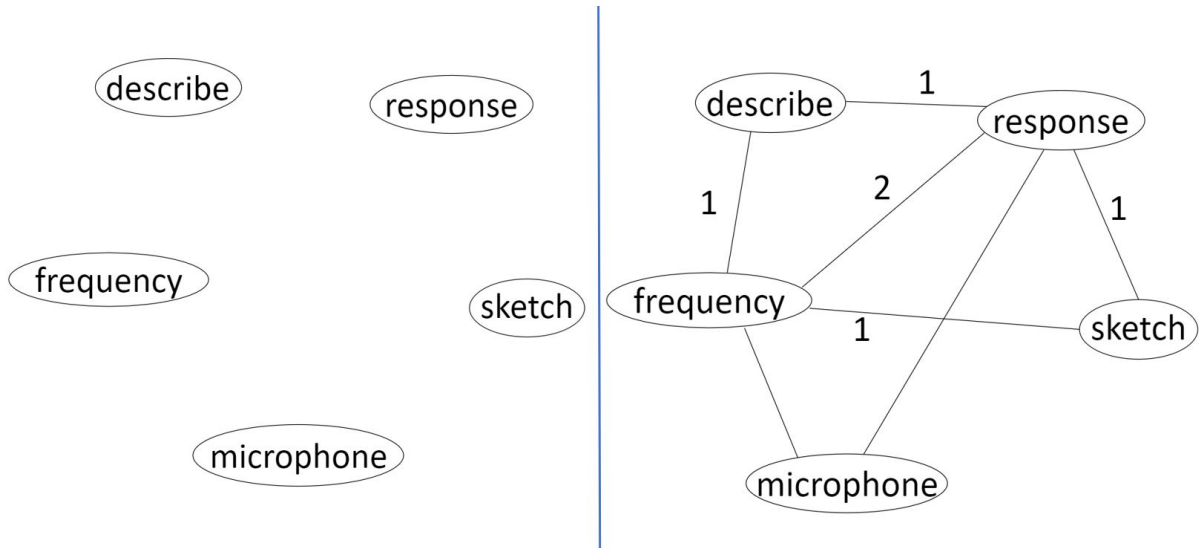 describe
response
frequency
sketch
microphone
describe
1
response
1
2
1
frequency
1
sketch
microphone